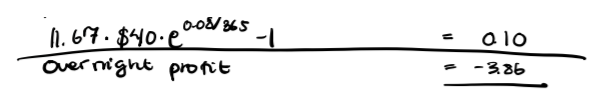 11.67 · $40 · e^0.08/365 -1 = 0.10
Overnight profit = -3.86